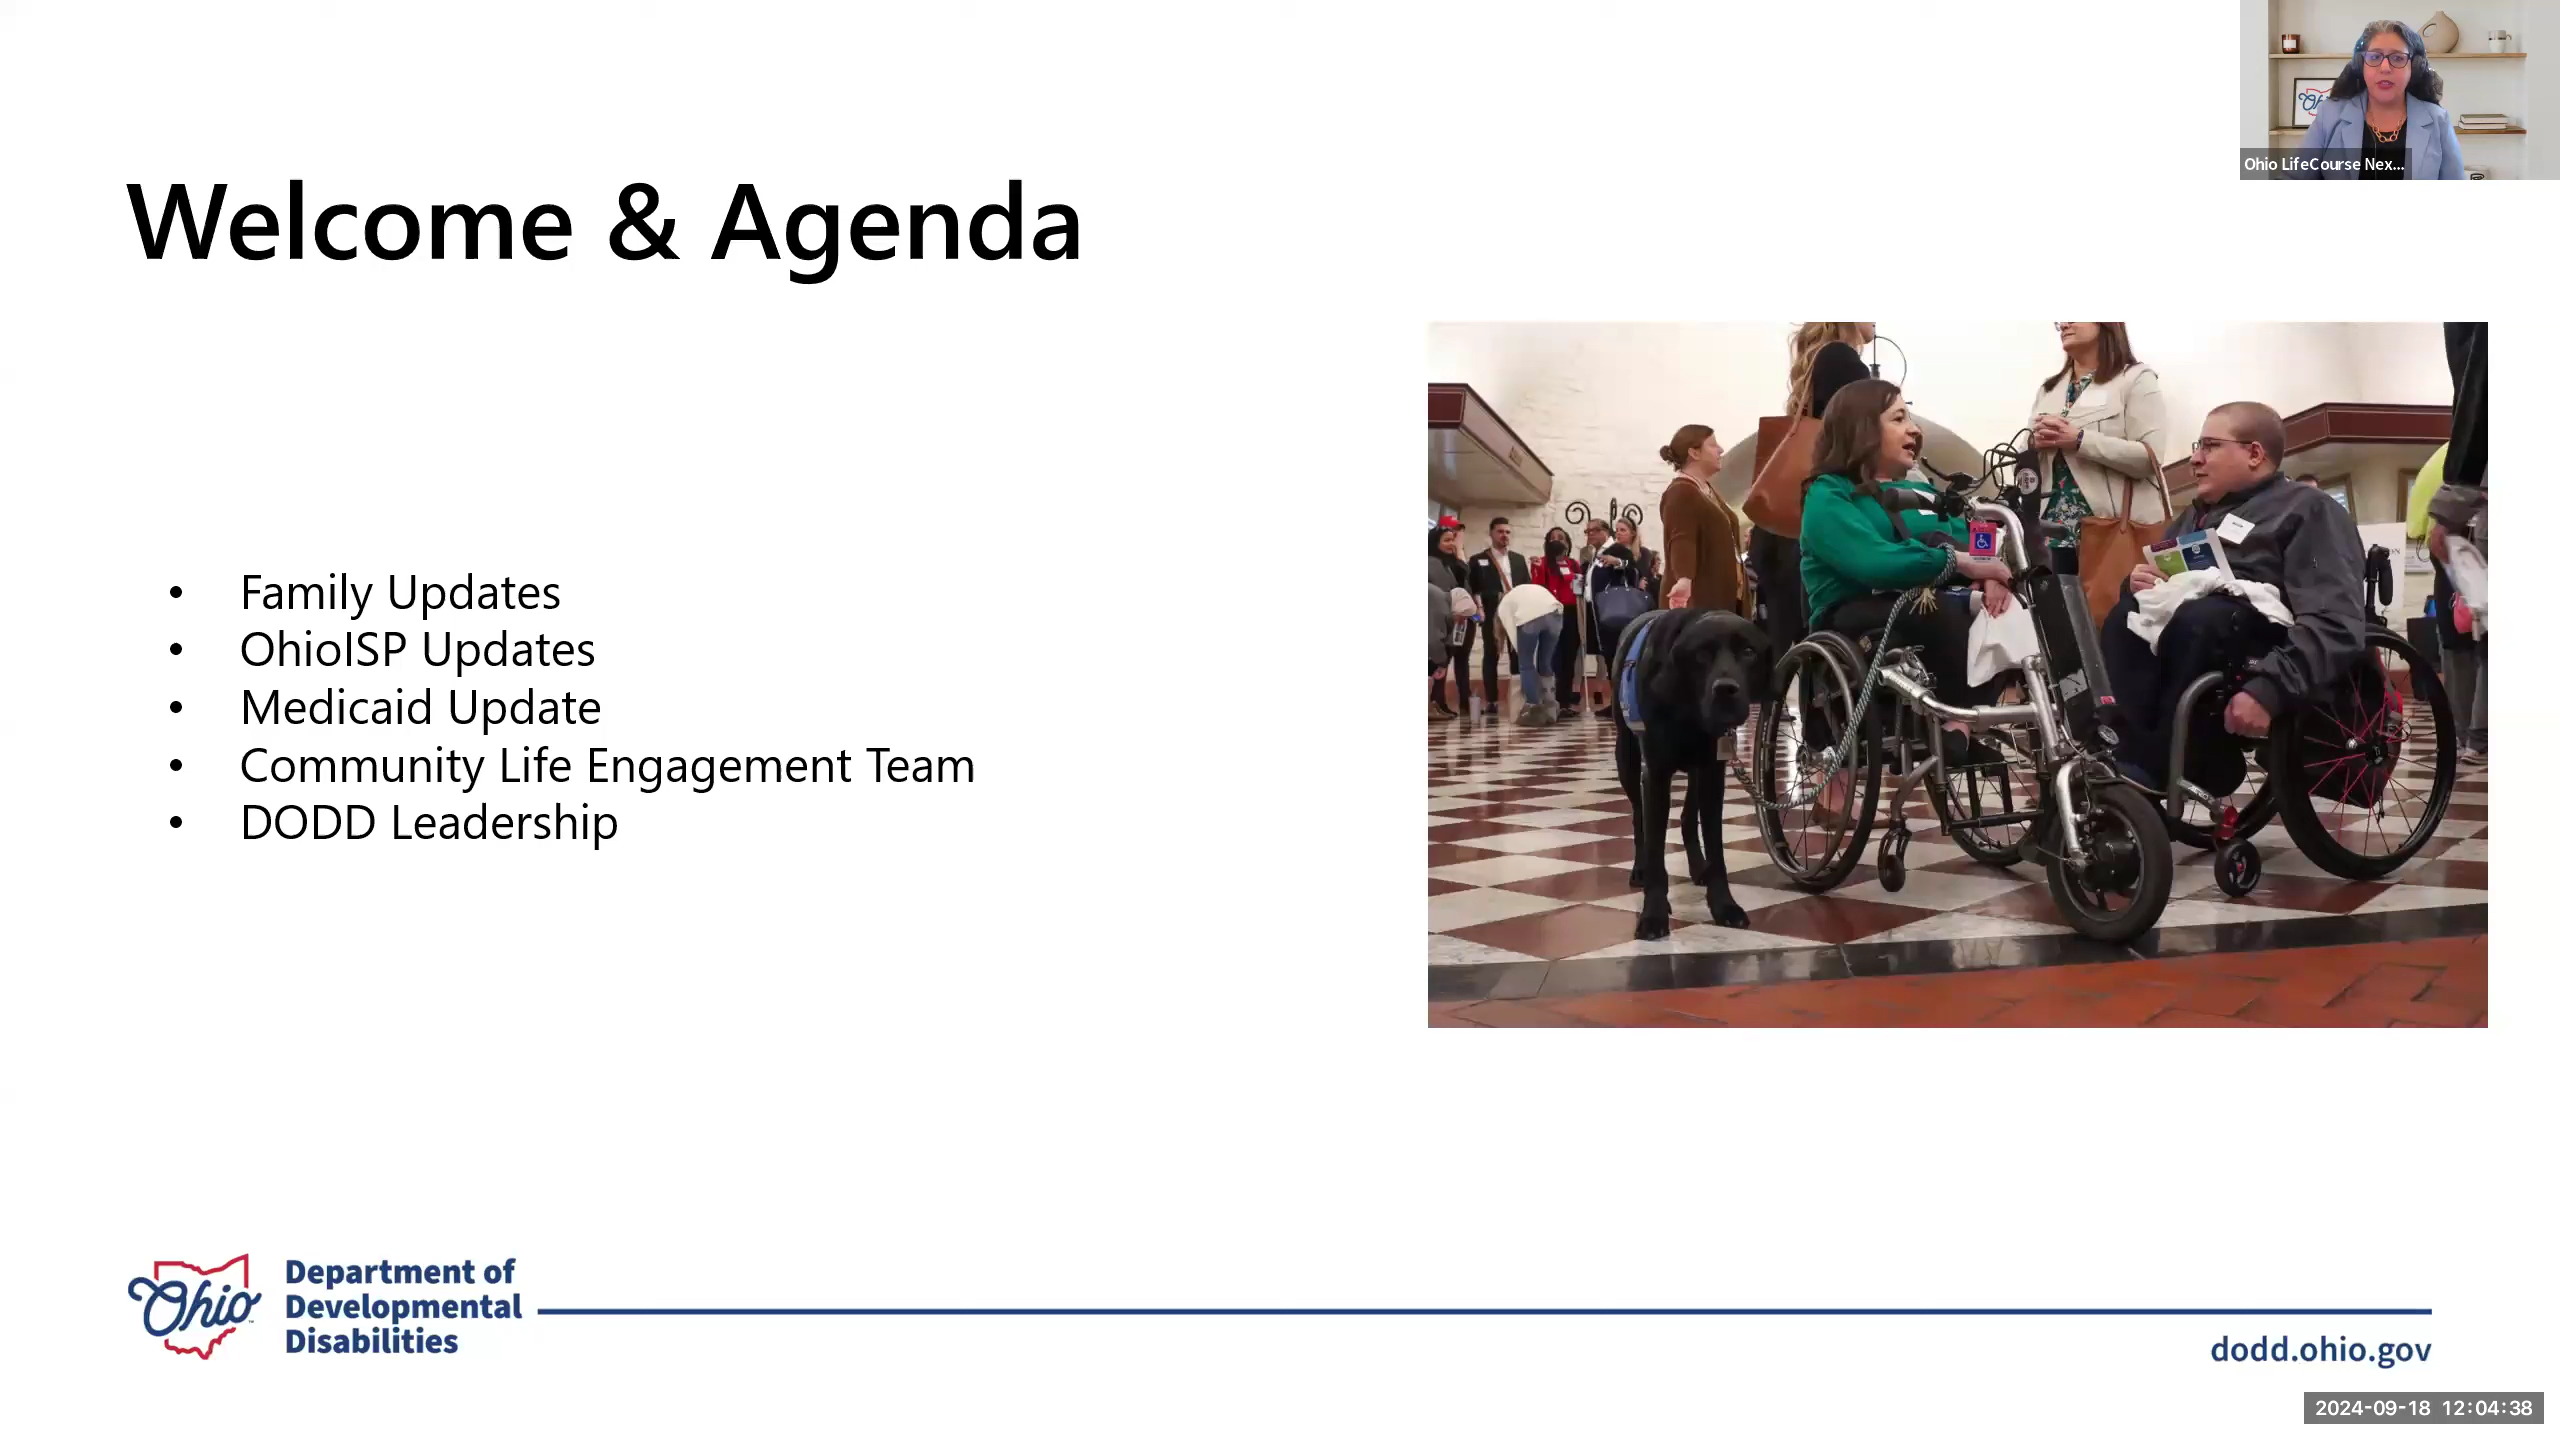 Ohio LifeCourse Nex...
Welcome & Agenda
• Family Updates
• OhioISP Updates
• Medicaid Update
• Community Life Engagement Team
• DODD Leadership
Ohio
Department of
Developmental
Disabilities
dodd.ohio.gov
2024-09-18 12:04:38